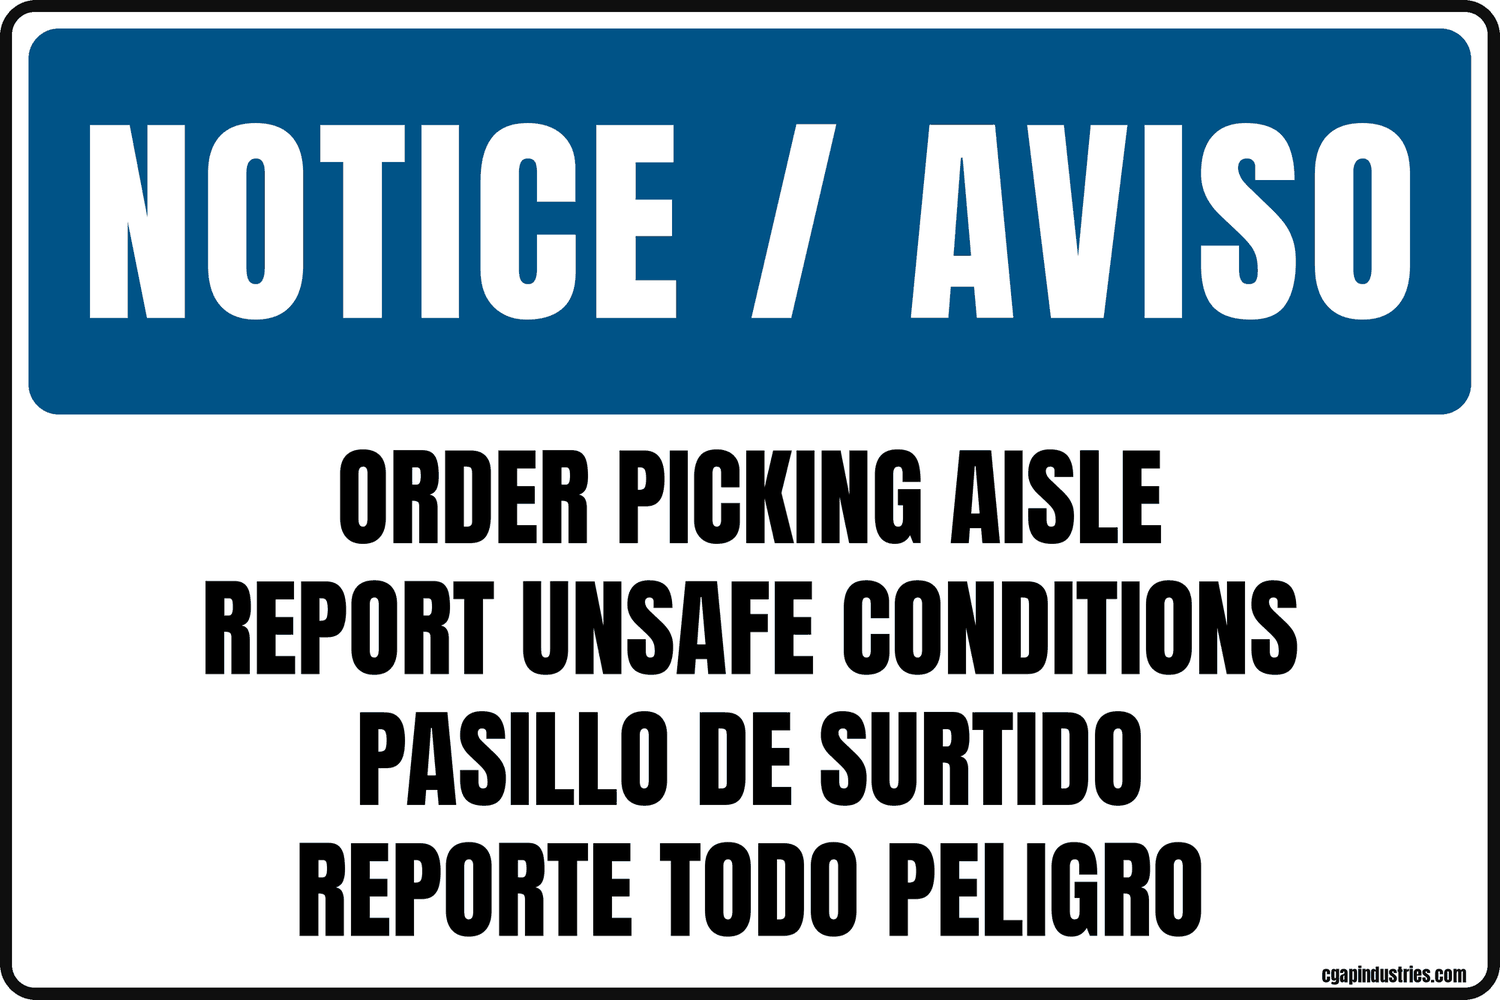 NOTICE / AVISO
ORDER PICKING AISLE
REPORT UNSAFE CONDITIONS
PASILLO DE SURTIDO
REPORTE TODO PELIGRO
cgapindustries.com